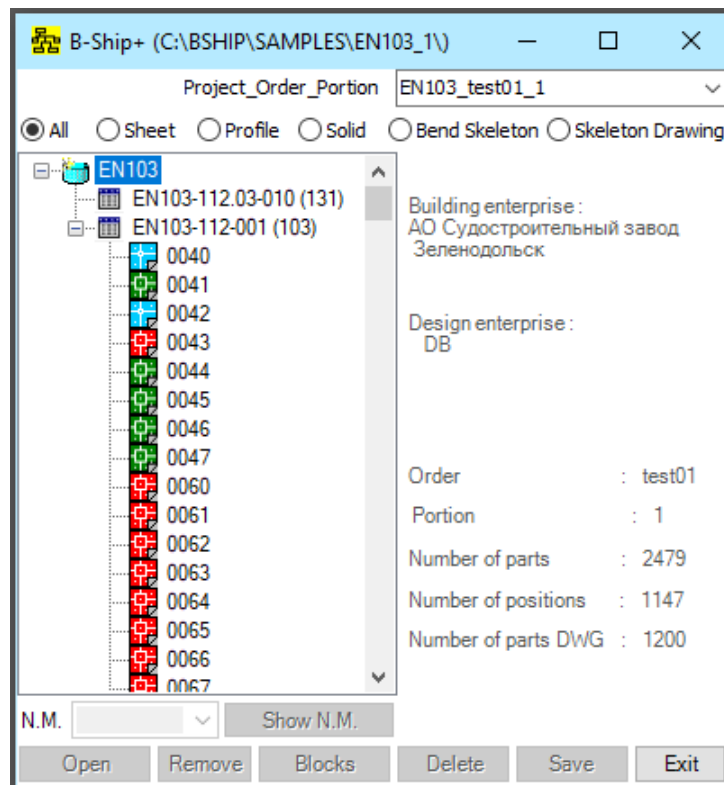 B-Ship+ (C:\BSHIP\SAMPLES\EN103_1\)
Project_Order_Portion EN103_test01_1
All Sheet Profile Solid Bend Skeleton Skeleton Drawing
EN103
EN103-112.03-010 (131)
EN103-112-001 (103)
0040
0041
0042
0043
0044
0045
0046
0047
0060
0061
0062
0063
0064
0065
0066
0067
Building enterprise :
АО Судостроительный завод
Зеленодольск
Design enterprise :
DB
Order : test01
Portion : 1
Number of parts : 2479
Number of positions : 1147
Number of parts DWG : 1200
N.M. Show N.M.
Open Remove Blocks Delete Save Exit